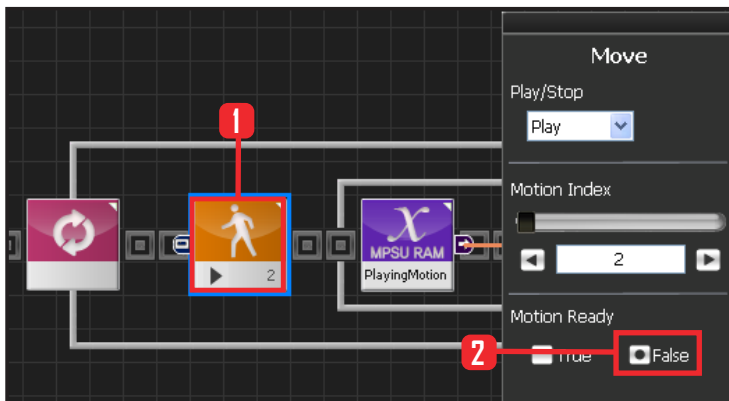 1
2
MPSU RAM
PlayingMotion
Move
Play/Stop
Play
Motion Index
2
Motion Ready
2
True
False